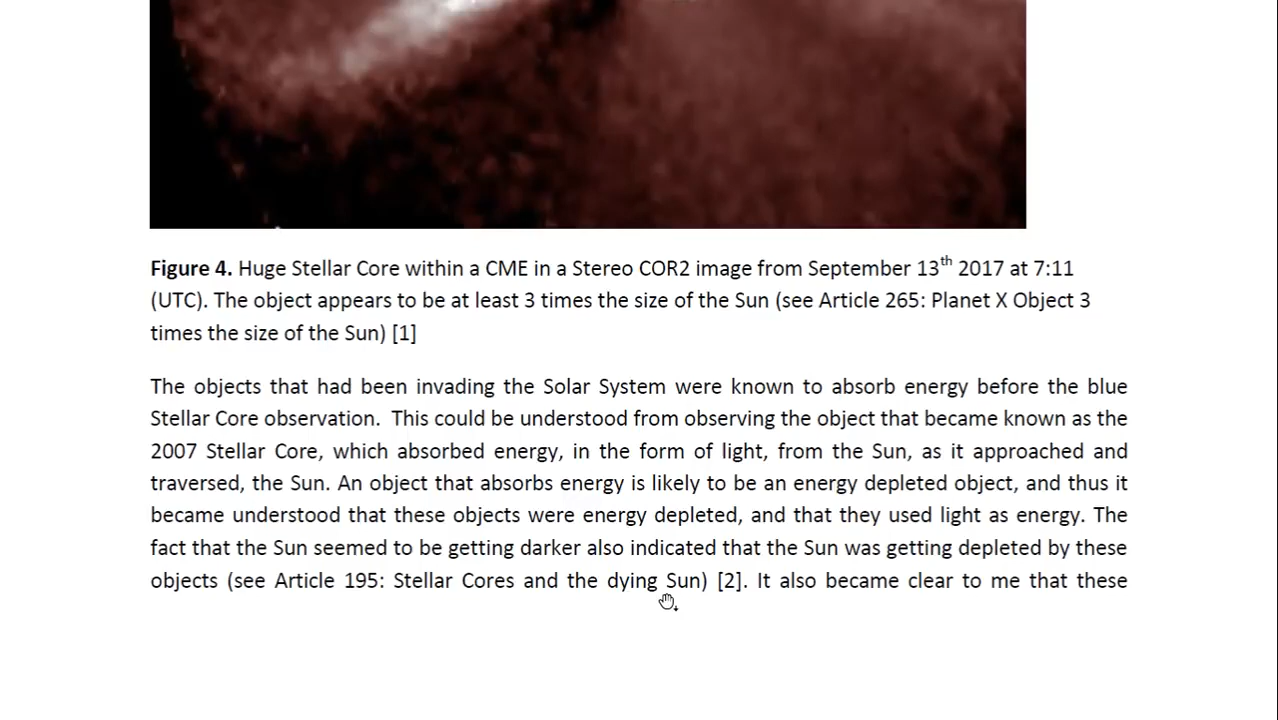 Figure 4. Huge Stellar Core within a CME in a Stereo COR2 image from September 13th 2017 at 7:11
(UTC). The object appears to be at least 3 times the size of the Sun (see Article 265: Planet X Object 3
times the size of the Sun) [1]
The objects that had been invading the Solar System were known to absorb energy before the blue
Stellar Core observation. This could be understood from observing the object that became known as the
2007 Stellar Core, which absorbed energy, in the form of light, from the Sun, as it approached and
traversed, the Sun. An object that absorbs energy is likely to be an energy depleted object, and thus it
became understood that these objects were energy depleted, and that they used light as energy. The
fact that the Sun seemed to be getting darker also indicated that the Sun was getting depleted by these
objects (see Article 195: Stellar Cores and the dying Sun) [2]. It also became clear to me that these